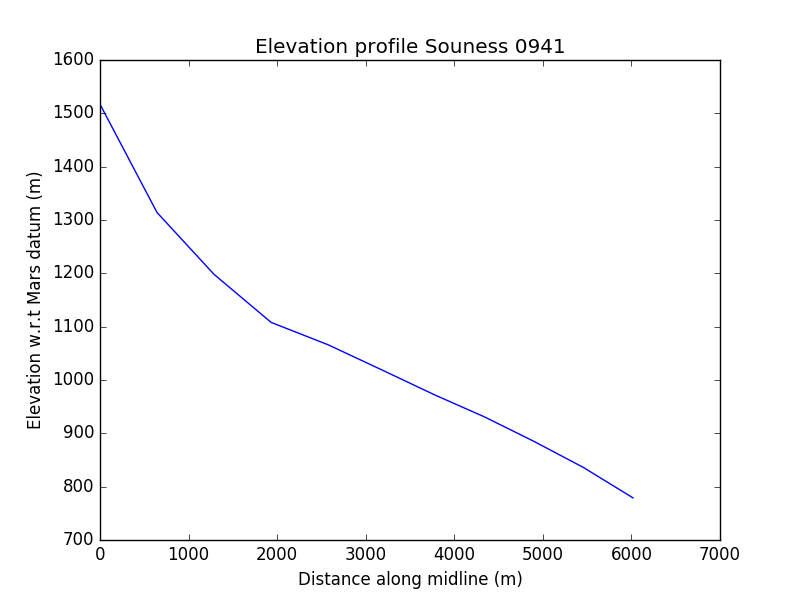 Elevation profile Souness 0941
1600
1500
1400
1300
1200
1100
1000
900
800
700
Elevation w.r.t Mars datum (m)
0 1000 2000 3000 4000 5000 6000 7000
Distance along midline (m)